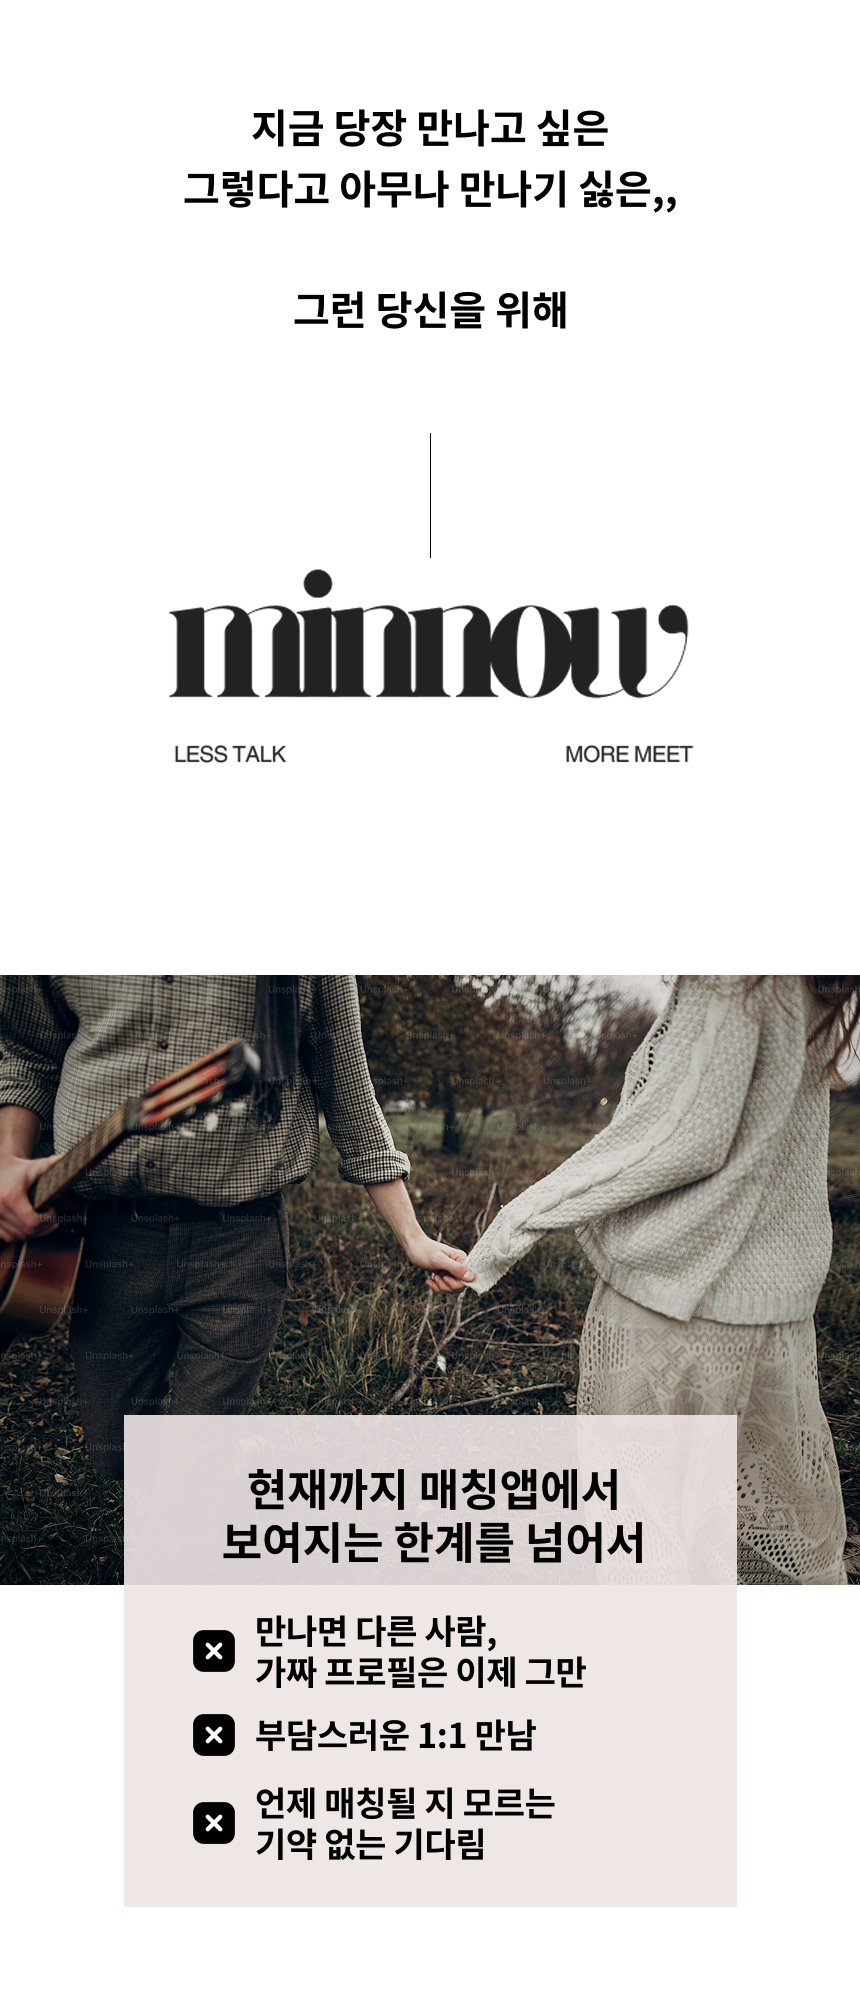 지금 당장 만나고 싶은
그렇다고 아무나 만나기 싫은,,
그런 당신을 위해
minnow
LESS TALK
MORE MEET
Unsplash+
현재까지 매칭앱에서
보여지는 한계를 넘어서
만나면 다른 사람,
가짜 프로필은 이제 그만
부담스러운 1:1 만남
언제 매칭될 지 모르는
기약 없는 기다림